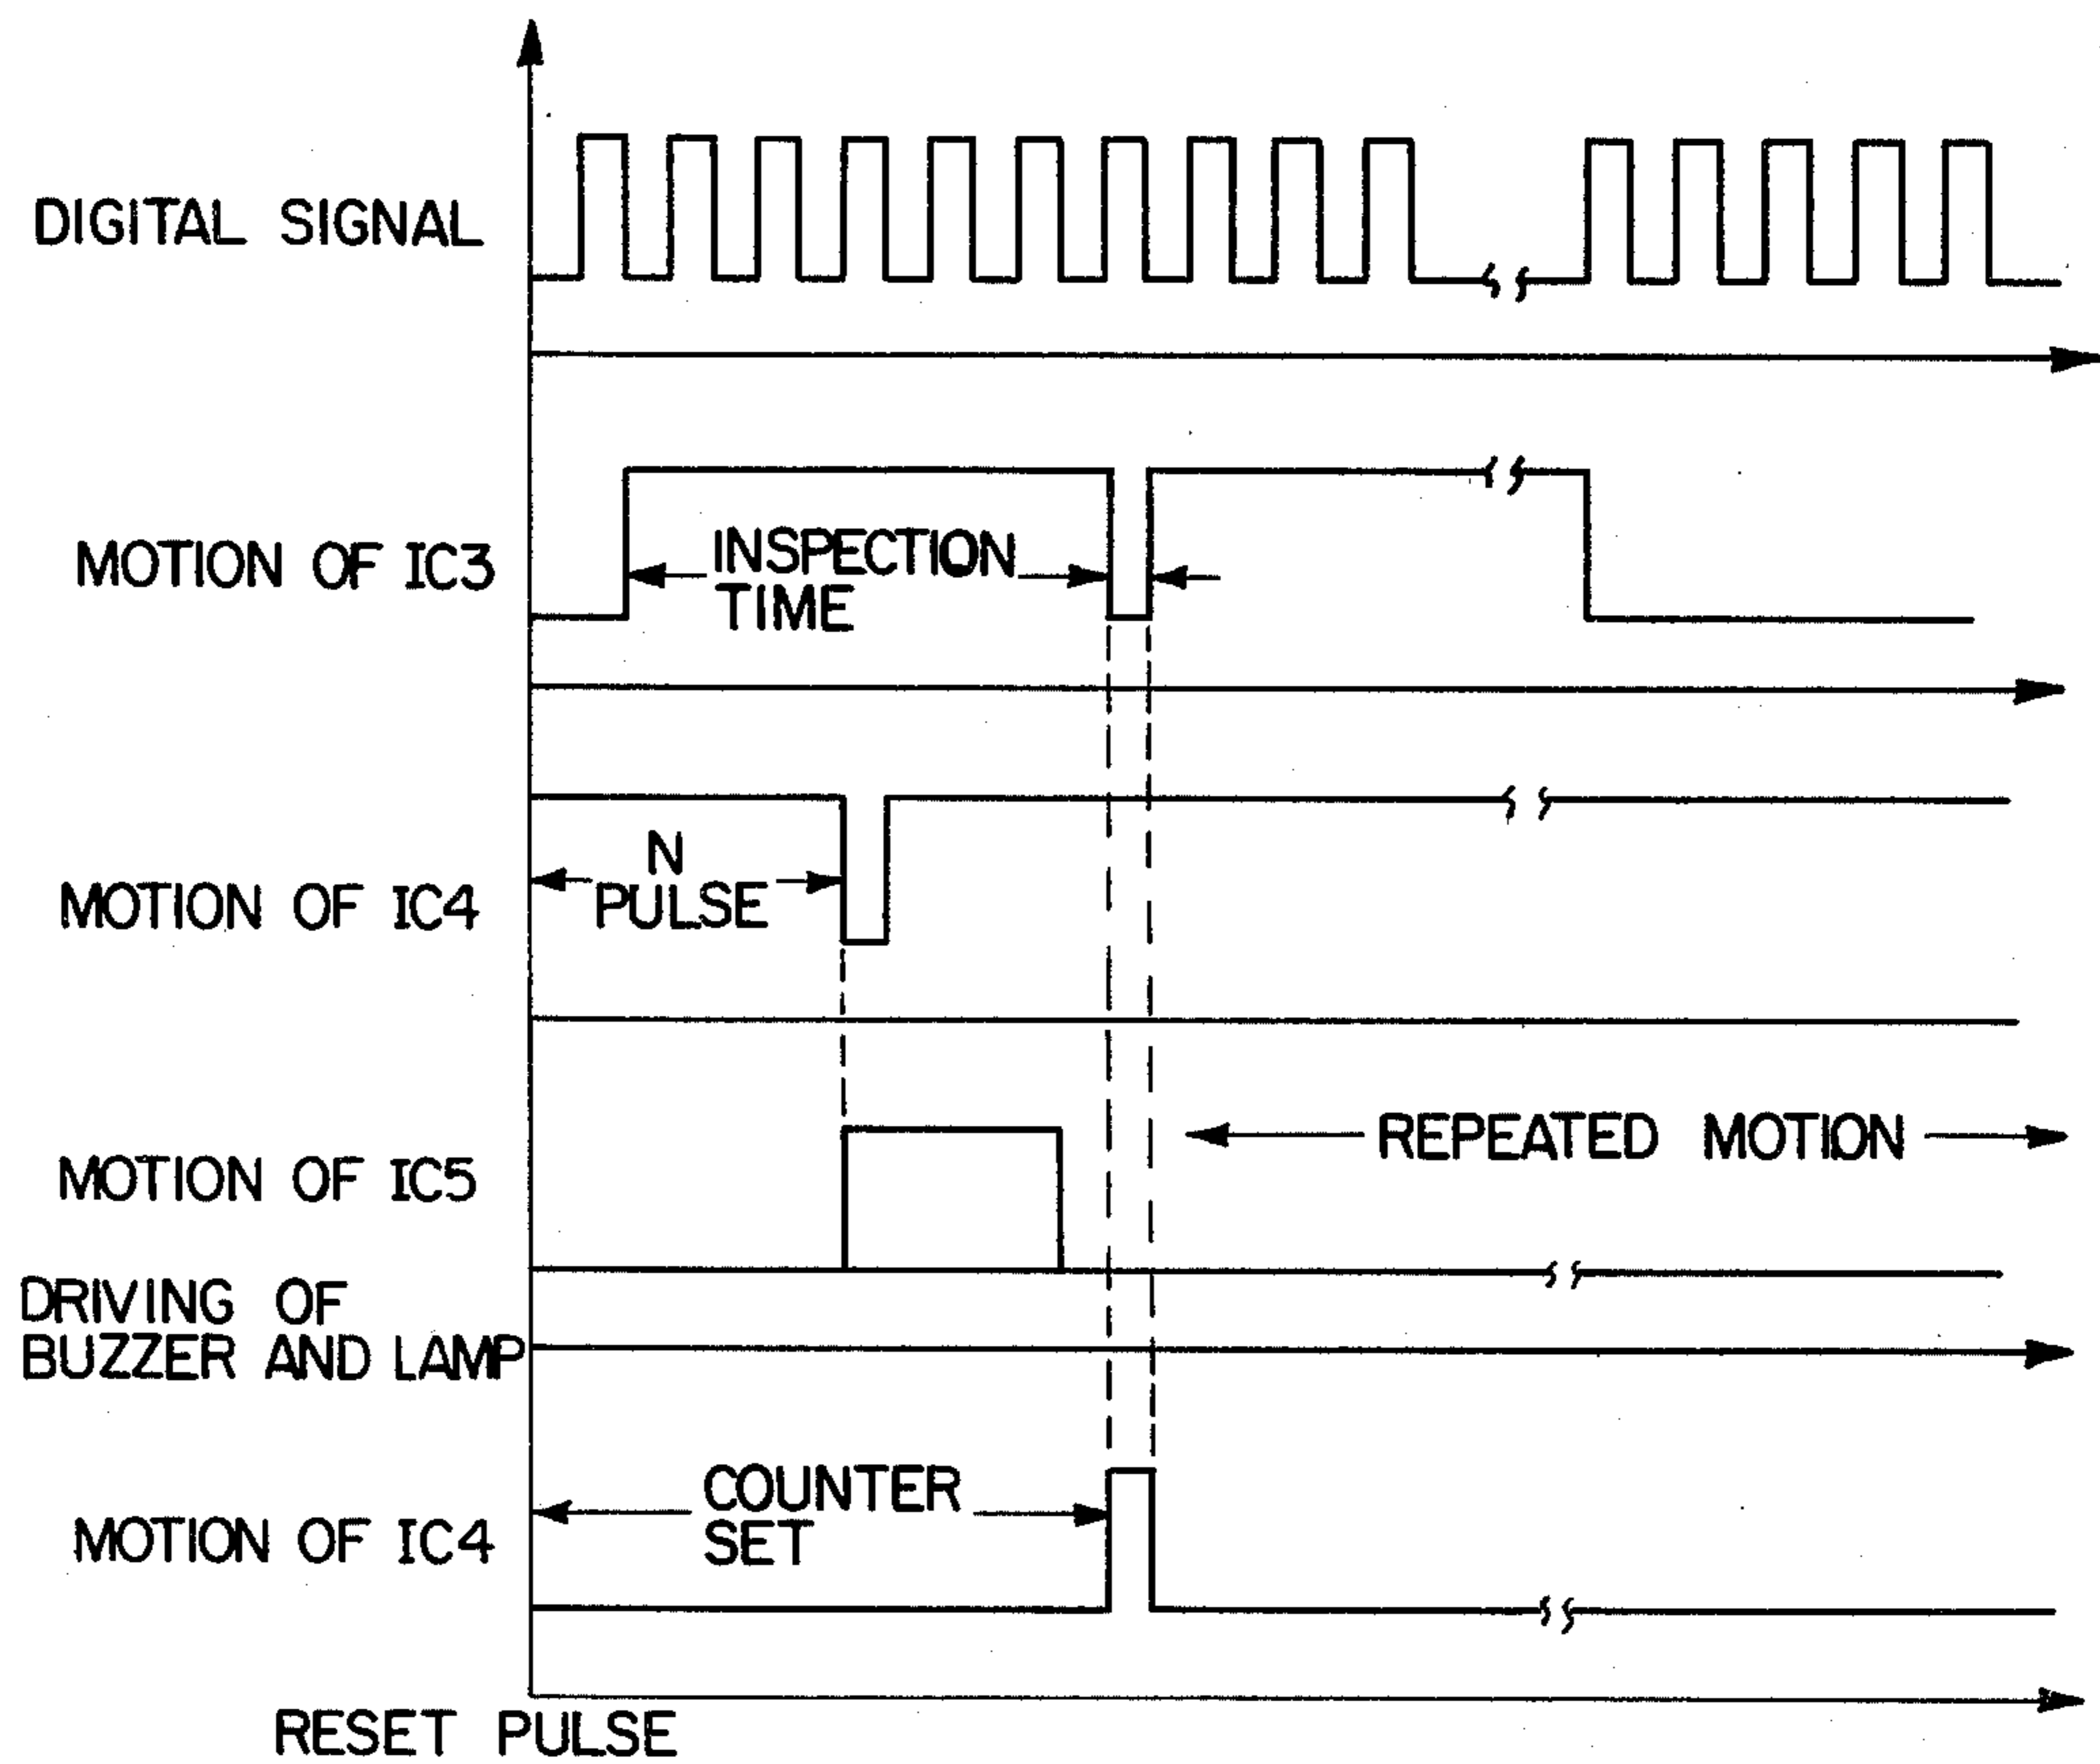 DIGITAL SIGNAL
MOTION OF IC3
INSPECTION
TIME
MOTION OF IC4
N
PULSE
MOTION OF IC5
REPEATED MOTION
DRIVING OF
BUZZER AND LAMP
MOTION OF IC4
COUNTER
SET
RESET PULSE